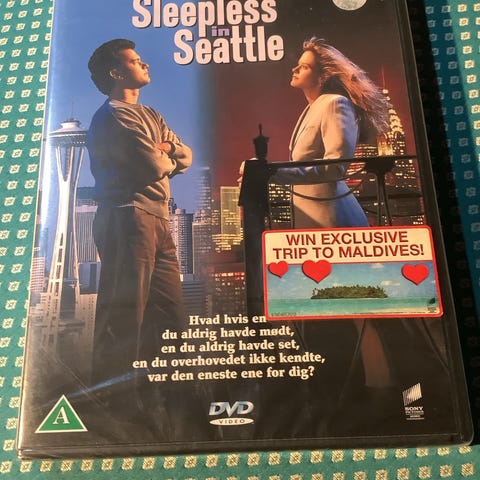 Sleepless
in
Seattle
WIN EXCLUSIVE
TRIP TO MALDIVES!
Hvad hvis en
du aldrig havde mødt,
en du aldrig havde set,
en du overhovedet ikke kendte,
var den eneste ene for dig?
A
DVD
VIDEO
SONY
PICTURES